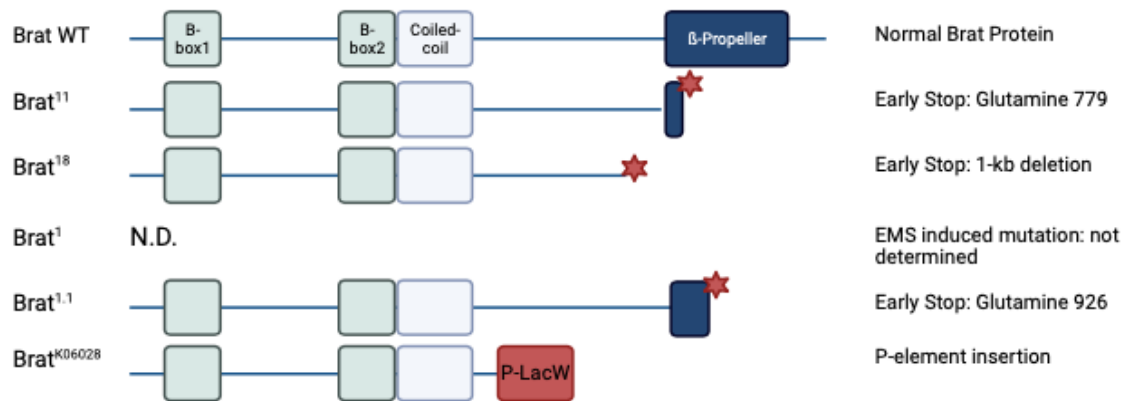 Brat WT B-box1 B-box2 Coiled-coil ß-Propeller Normal Brat Protein
Brat¹¹ Early Stop: Glutamine 779
Brat¹⁸ Early Stop: 1-kb deletion
Brat¹ N.D. EMS induced mutation: not
determined
Brat¹·¹ Early Stop: Glutamine 926
Bratᴷ⁰⁶⁰²⁸ P-LacW P-element insertion